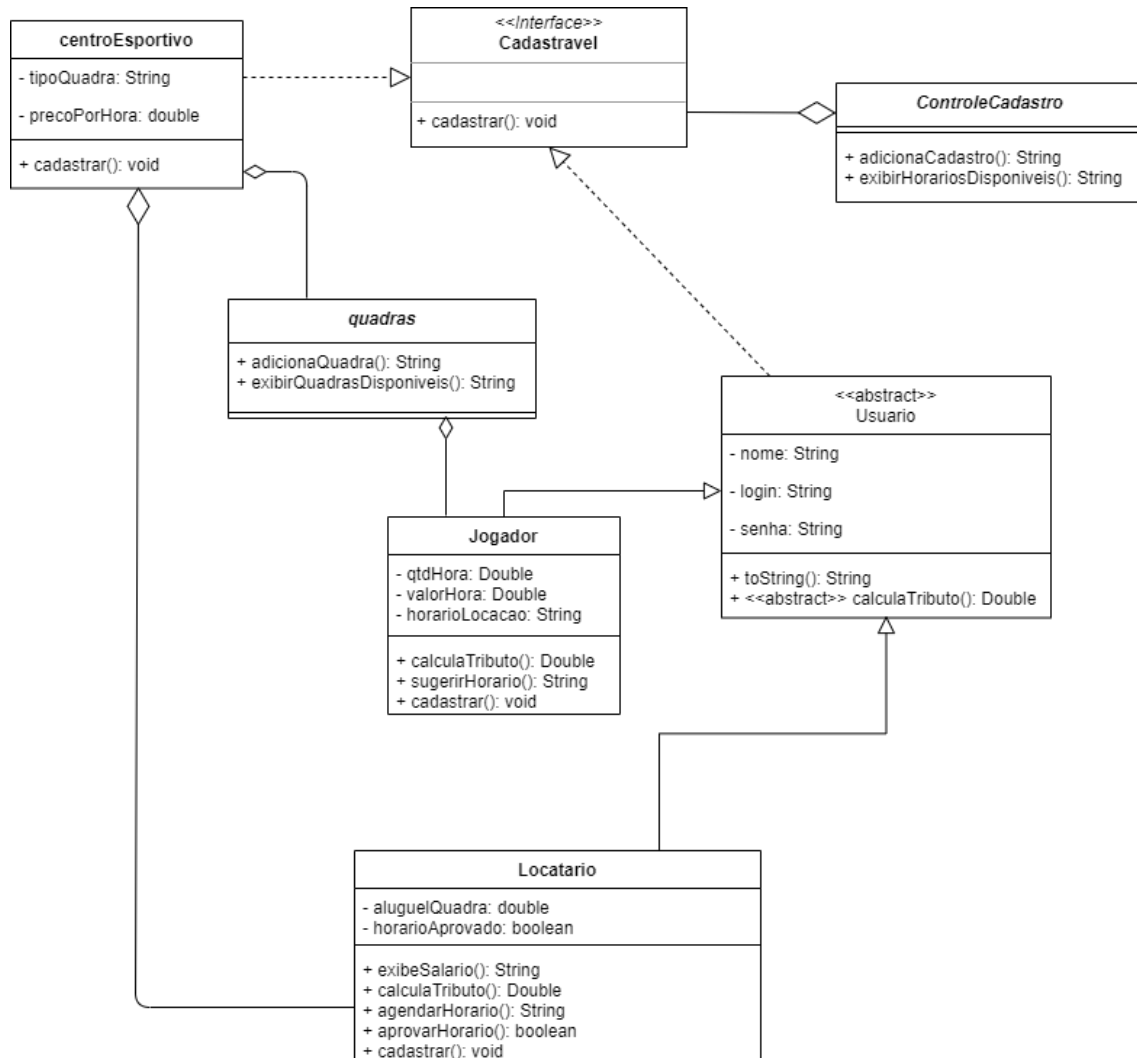 centroEsportivo
- tipoQuadra: String
- precoPorHora: double
+ cadastrar(): void
<<Interface>>
Cadastravel
+ cadastrar(): void
ControleCadastro
+ adicionaCadastro(): String
+ exibirHorariosDisponiveis(): String
quadras
+ adicionaQuadra(): String
+ exibirQuadrasDisponiveis(): String
<<abstract>>
Usuario
- nome: String
- login: String
- senha: String
+ toString(): String
+ <<abstract>> calculaTributo(): Double
Jogador
- qtdHora: Double
- valorHora: Double
- horarioLocacao: String
+ calculaTributo(): Double
+ sugerirHorario(): String
+ cadastrar(): void
Locatario
- aluguelQuadra: double
- horarioAprovado: boolean
+ exibeSalario(): String
+ calculaTributo(): Double
+ agendarHorario(): String
+ aprovarHorario(): boolean
+ cadastrar(): void